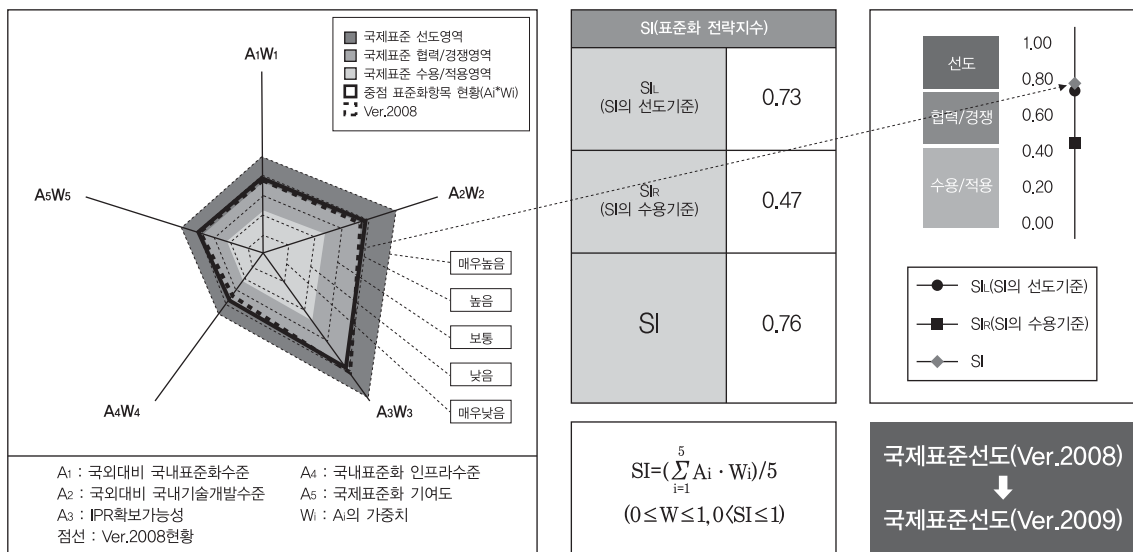 국제표준 선도영역
국제표준 협력/경쟁영역
국제표준 수용/적용영역
중점 표준화항목 현황(Ai*Wi)
Ver.2008
A1W1
A2W2
A3W3
A4W4
A5W5
매우높음
높음
보통
낮음
매우낮음
A1 : 국외대비 국내표준화수준
A2 : 국외대비 국내기술개발수준
A3 : IPR확보가능성
점선 : Ver.2008현황
A4 : 국내표준화 인프라수준
A5 : 국제표준화 기여도
Wi : Ai의 가중치
SI(표준화 전략지수)
SIL
(SI의 선도기준)
0.73
SIR
(SI의 수용기준)
0.47
SI
0.76
SI=(5∑i=1 Ai · Wi)/5
(0≤W≤1, 0<SI≤1)
선도
협력/경쟁
수용/적용
1.00
0.80
0.60
0.40
0.20
0.00
SIL(SI의 선도기준)
SIR(SI의 수용기준)
SI
국제표준선도(Ver.2008)
국제표준선도(Ver.2009)